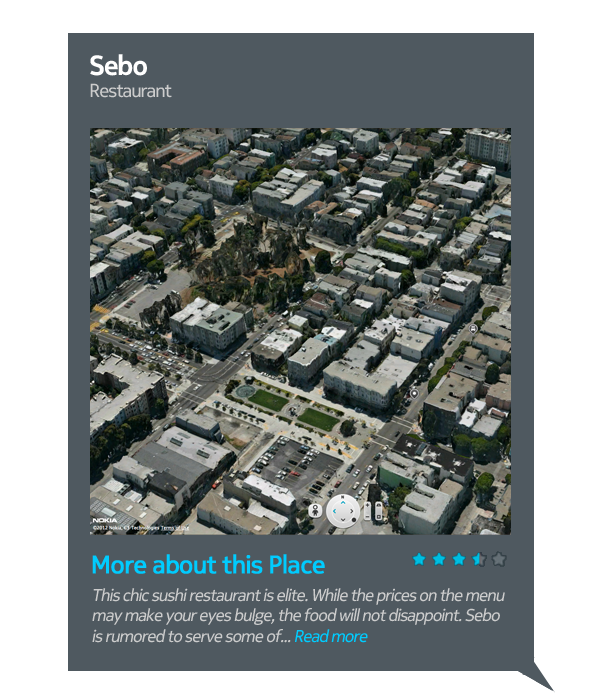 Sebo
Restaurant
NOKIA
©2012 Nokia, C3 Technologies Terms of Use
More about this Place
This chic sushi restaurant is elite. While the prices on the menu
may make your eyes bulge, the food will not disappoint. Sebo
is rumored to serve some of... Read more